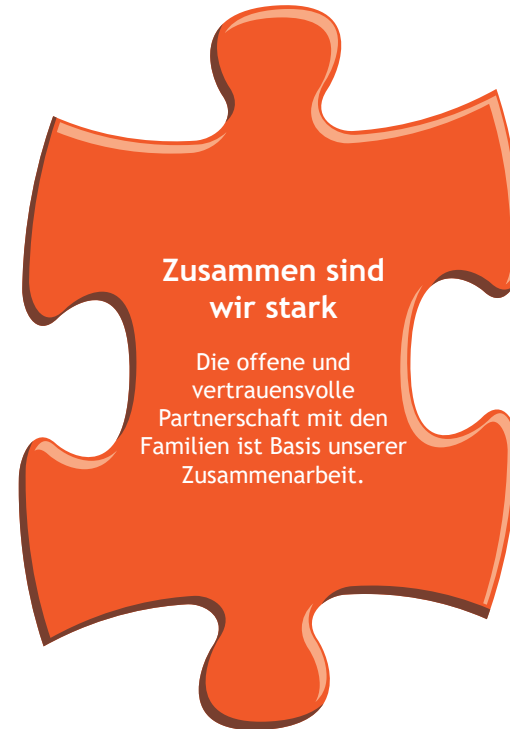 Zusammen sind
wir stark
Die offene und
vertrauensvolle
Partnerschaft mit den
Familien ist Basis unserer
Zusammenarbeit.